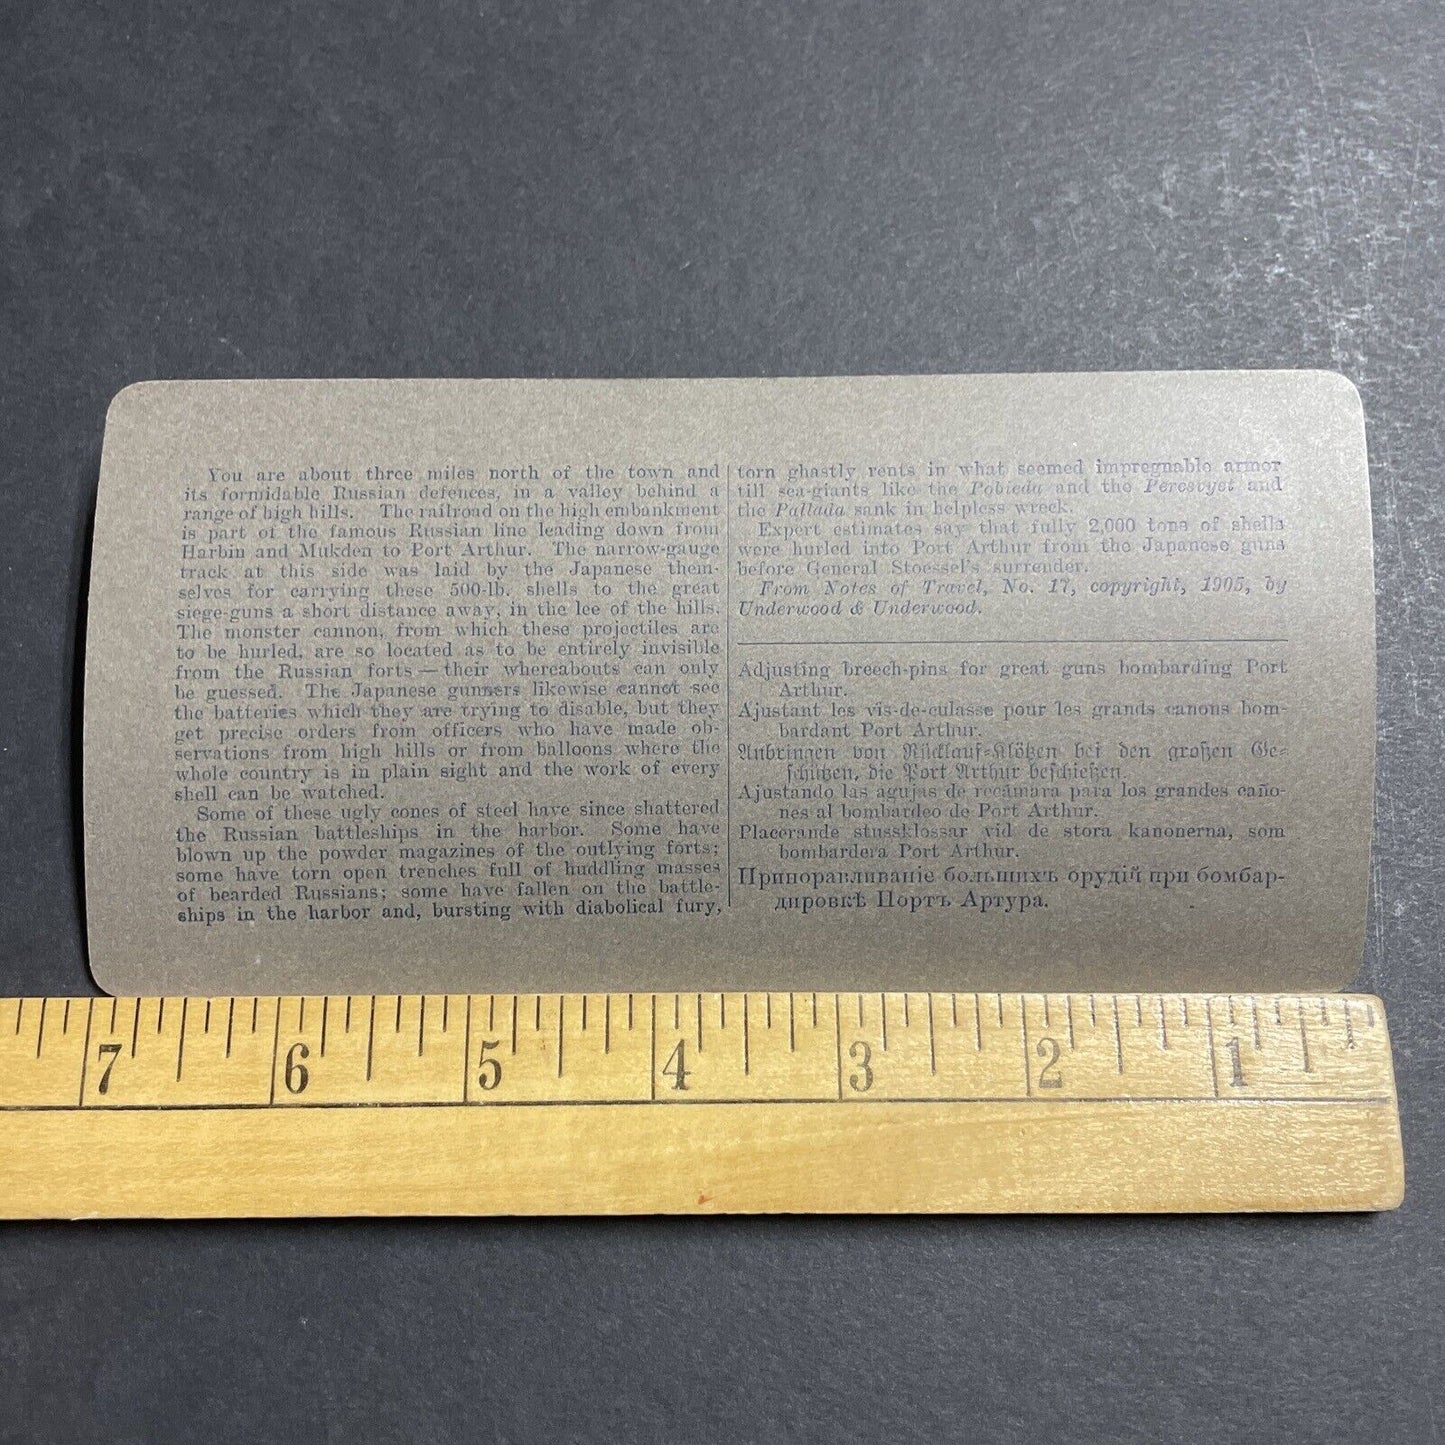 You are about three miles north of the town and
its formidable Russian defences, in a valley behind a
range of high hills. The railroad on the high embankment
is part of the famous Russian line leading down from
Harbin and Mukden to Port Arthur. The narrow-gauge
track at this side was laid by the Japanese them-
selves for carrying these 500-lb. shells to the great
siege-guns a short distance away, in the lee of the hills.
The monster cannon, from which these projectiles are
to be hurled, are so located as to be entirely invisible
from the Russian forts — their whereabouts can only
be guessed. The Japanese gunners likewise cannot see
the batteries which they are trying to disable, but they
get precise orders from officers who have made ob-
servations from high hills or from balloons where the
whole country is in plain sight and the work of every
shell can be watched.
Some of these ugly cones of steel have since shattered
the Russian battleships in the harbor. Some have
blown up the powder magazines of the outlying forts;
some have torn open trenches full of huddling masses
of bearded Russians; some have fallen on the battle-
ships in the harbor and, bursting with diabolical fury,
torn ghastly rents in what seemed impregnable armor
till sea-giants like the Pobieda and the Peresvyet and
the Pallada sank in helpless wreck.
Expert estimates say that fully 2,000 tons of shells
were hurled into Port Arthur from the Japanese guns
before General Stoessel's surrender.
From Notes of Travel, No. 17, copyright, 1905, by
Underwood & Underwood.
Adjusting breech-pins for great guns bombarding Port
Arthur.
Ajustant les vis-de-culasse pour les grands canons bom-
bardant Port Arthur.
Anbringen von Rücklauf-Klötzen bei den großen Ge-
schützen, die Port Arthur beschießen.
Ajustando las agujas de recámara para los grandes caño-
nes al bombardeo de Port Arthur.
Placerande stussklossar vid de stora kanonerna, som
bombardera Port Arthur.
Приноравливаніе большихъ орудій при бомбар-
дировкѣ Портъ Артура.
7 6 5 4 3 2 1